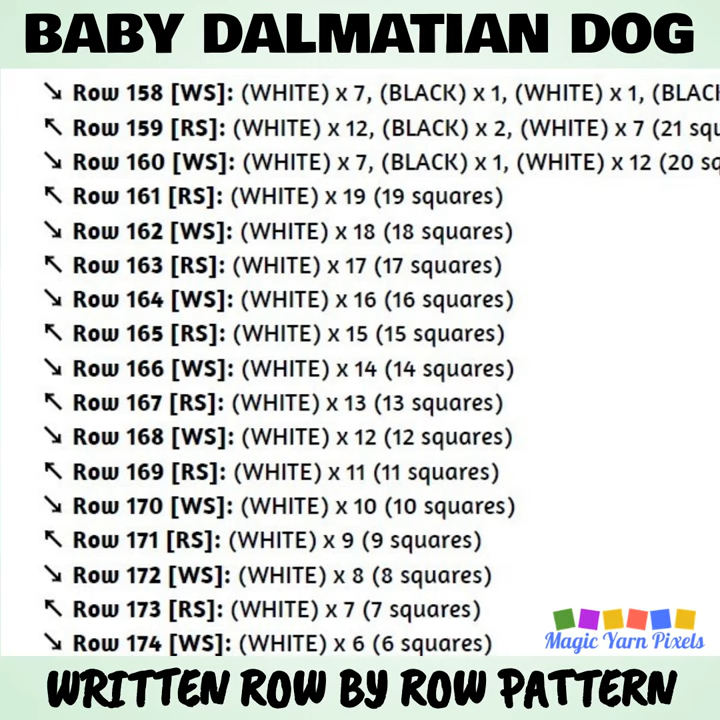 BABY DALMATIAN DOG
↘ Row 158 [WS]: (WHITE) x 7, (BLACK) x 1, (WHITE) x 1, (BLAC
↖ Row 159 [RS]: (WHITE) x 12, (BLACK) x 2, (WHITE) x 7 (21 squ
↘ Row 160 [WS]: (WHITE) x 7, (BLACK) x 1, (WHITE) x 12 (20 sq
↖ Row 161 [RS]: (WHITE) x 19 (19 squares)
↘ Row 162 [WS]: (WHITE) x 18 (18 squares)
↖ Row 163 [RS]: (WHITE) x 17 (17 squares)
↘ Row 164 [WS]: (WHITE) x 16 (16 squares)
↖ Row 165 [RS]: (WHITE) x 15 (15 squares)
↘ Row 166 [WS]: (WHITE) x 14 (14 squares)
↖ Row 167 [RS]: (WHITE) x 13 (13 squares)
↘ Row 168 [WS]: (WHITE) x 12 (12 squares)
↖ Row 169 [RS]: (WHITE) x 11 (11 squares)
↘ Row 170 [WS]: (WHITE) x 10 (10 squares)
↖ Row 171 [RS]: (WHITE) x 9 (9 squares)
↘ Row 172 [WS]: (WHITE) x 8 (8 squares)
↖ Row 173 [RS]: (WHITE) x 7 (7 squares)
↘ Row 174 [WS]: (WHITE) x 6 (6 squares)
Magic Yarn Pixels
WRITTEN ROW BY ROW PATTERN